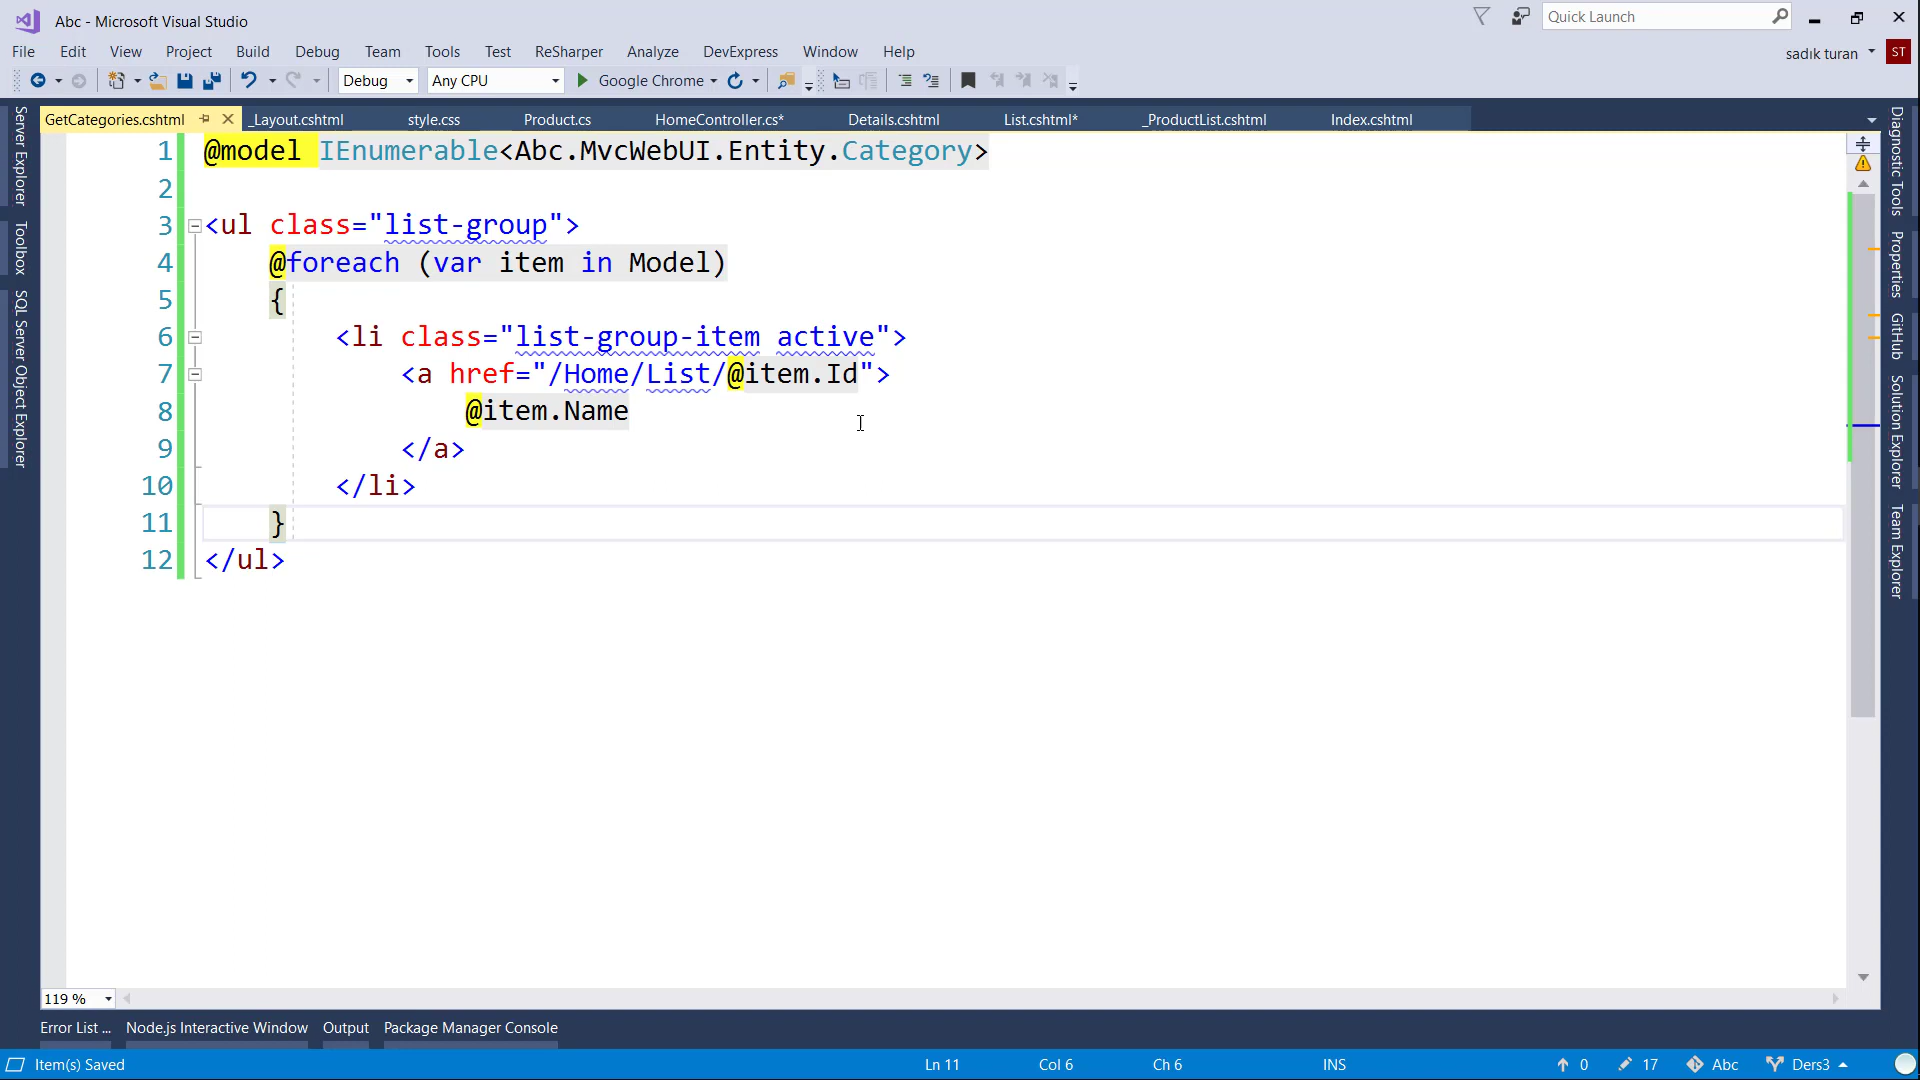 Abc - Microsoft Visual Studio
Quick Launch
File Edit View Project Build Debug Team Tools Test ReSharper Analyze DevExpress Window Help
sadık turan ST
Debug Any CPU Google Chrome
GetCategories.cshtml _Layout.cshtml style.css Product.cs HomeController.cs* Details.cshtml List.cshtml* _ProductList.cshtml Index.cshtml
Server Explorer
Toolbox
SQL Server Object Explorer
1 @model IEnumerable<Abc.MvcWebUI.Entity.Category>
2
3 <ul class="list-group">
4 @foreach (var item in Model)
5 {
6 <li class="list-group-item active">
7 <a href="/Home/List/@item.Id">
8 @item.Name
9 </a>
10 </li>
11 }
12 </ul>
Diagnostic Tools
Properties
GitHub
Solution Explorer
Team Explorer
119 %
Error List ... Node.js Interactive Window Output Package Manager Console
Item(s) Saved Ln 11 Col 6 Ch 6 INS 0 17 Abc Ders3